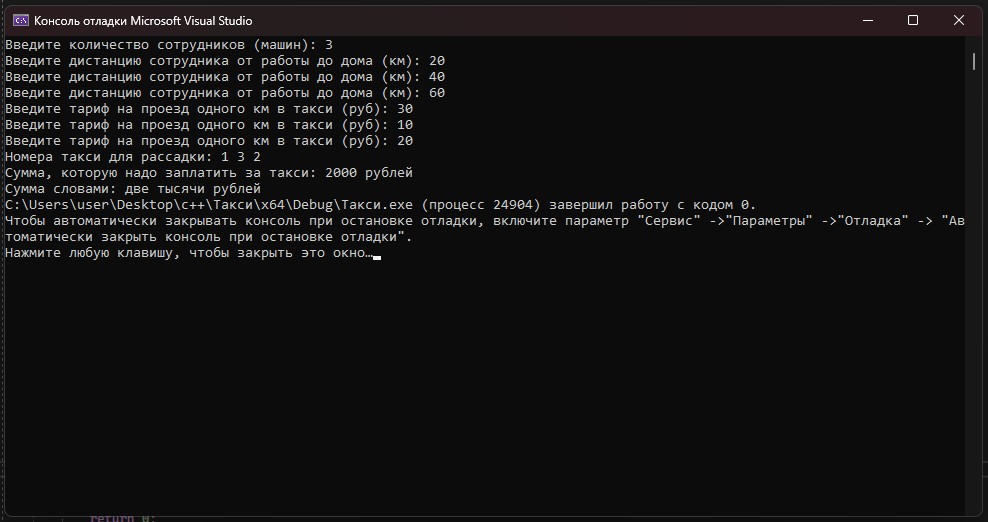 Консоль отладки Microsoft Visual Studio
Введите количество сотрудников (машин): 3
Введите дистанцию сотрудника от работы до дома (км): 20
Введите дистанцию сотрудника от работы до дома (км): 40
Введите дистанцию сотрудника от работы до дома (км): 60
Введите тариф на проезд одного км в такси (руб): 30
Введите тариф на проезд одного км в такси (руб): 10
Введите тариф на проезд одного км в такси (руб): 20
Номера такси для рассадки: 1 3 2
Сумма, которую надо заплатить за такси: 2000 рублей
Сумма словами: две тысячи рублей
C:\Users\user\Desktop\c++\Такси\x64\Debug\Такси.exe (процесс 24904) завершил работу с кодом 0.
Чтобы автоматически закрывать консоль при остановке отладки, включите параметр "Сервис" ->"Параметры" ->"Отладка" -> "Ав
томатически закрыть консоль при остановке отладки".
Нажмите любую клавишу, чтобы закрыть это окно…
return 0;